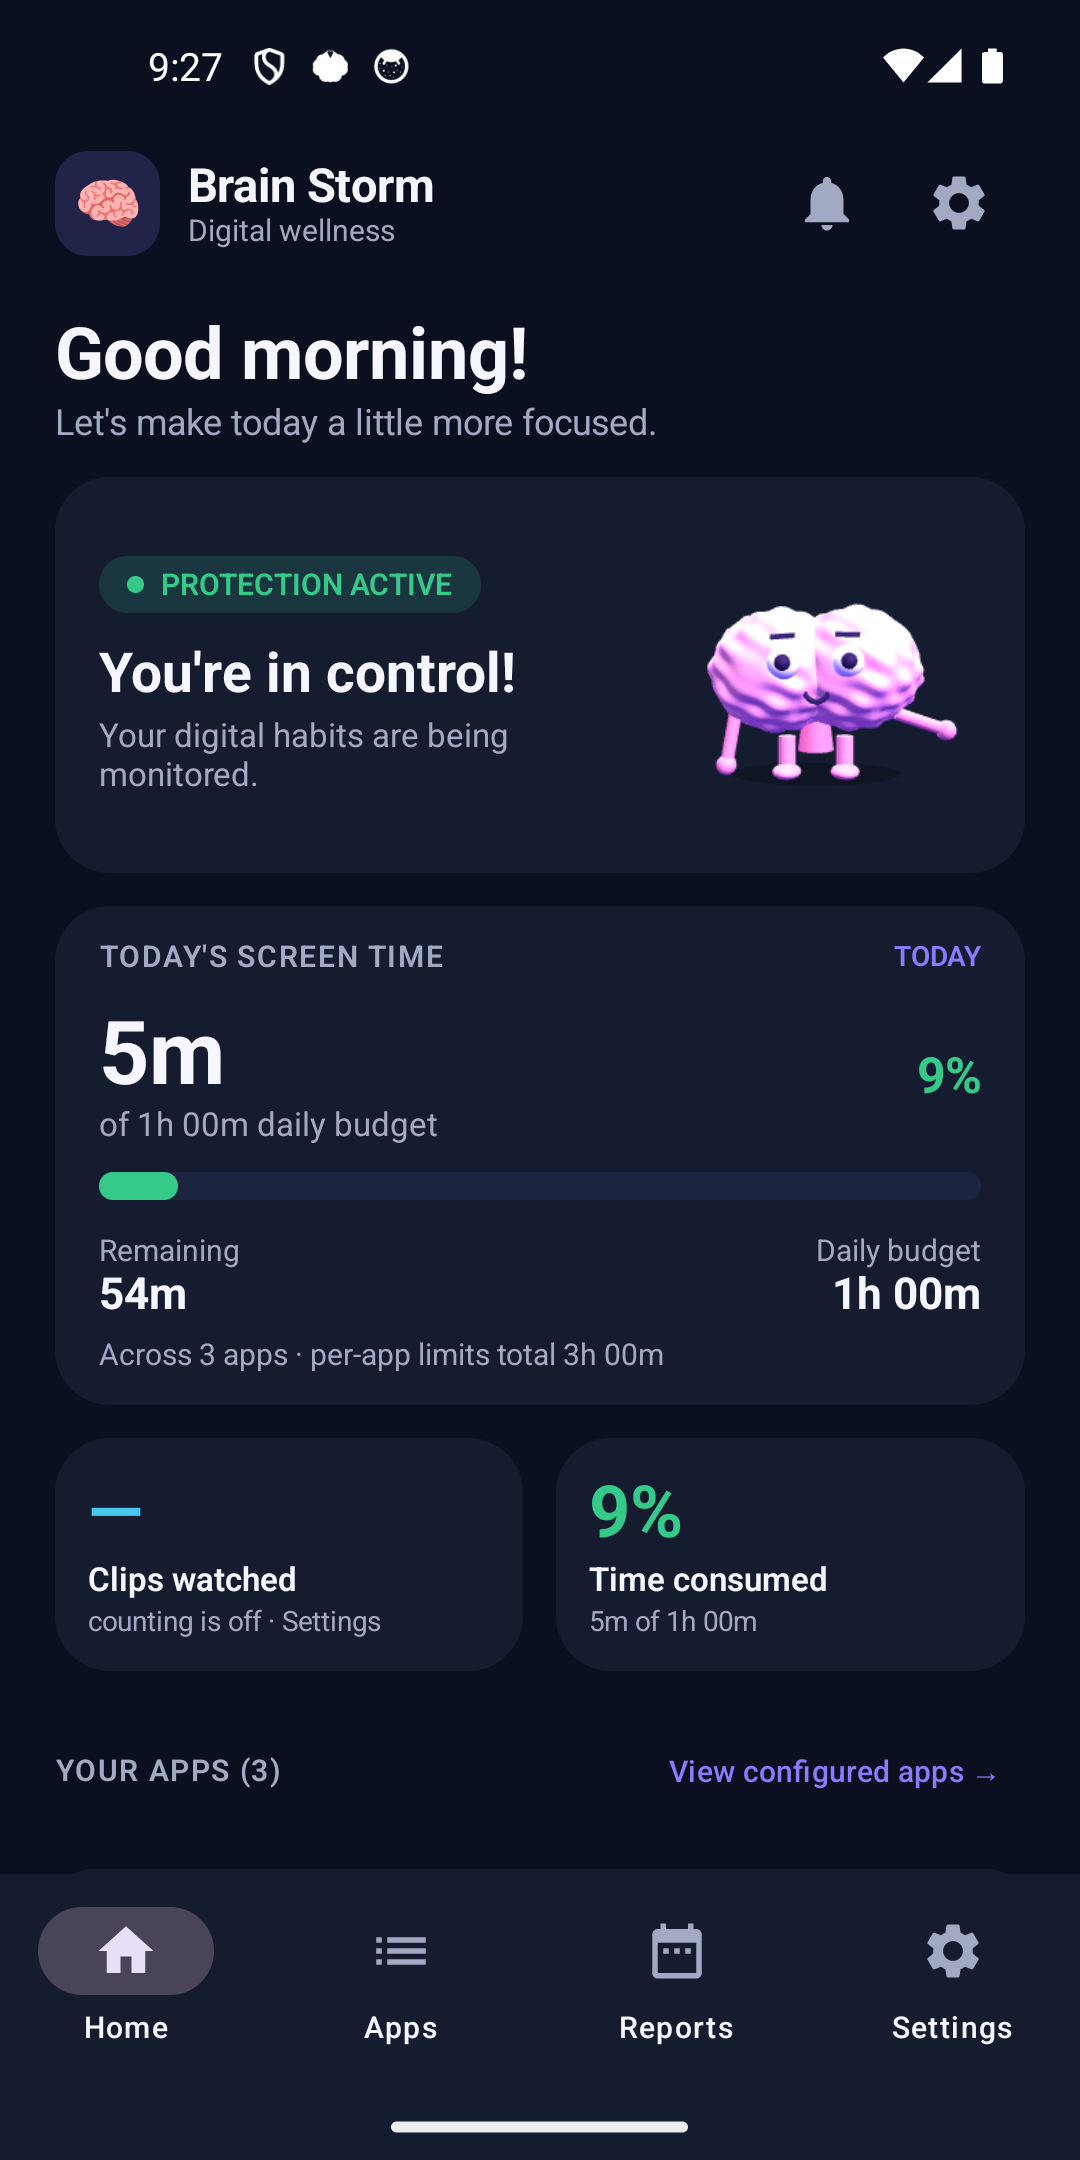 9:27
Brain Storm
Digital wellness
Good morning!
Let's make today a little more focused.
PROTECTION ACTIVE
You're in control!
Your digital habits are being
monitored.
TODAY'S SCREEN TIME
TODAY
5m
9%
of 1h 00m daily budget
Remaining
Daily budget
54m
1h 00m
Across 3 apps · per-app limits total 3h 00m
—
Clips watched
counting is off · Settings
9%
Time consumed
5m of 1h 00m
YOUR APPS (3)
View configured apps →
Home
Apps
Reports
Settings